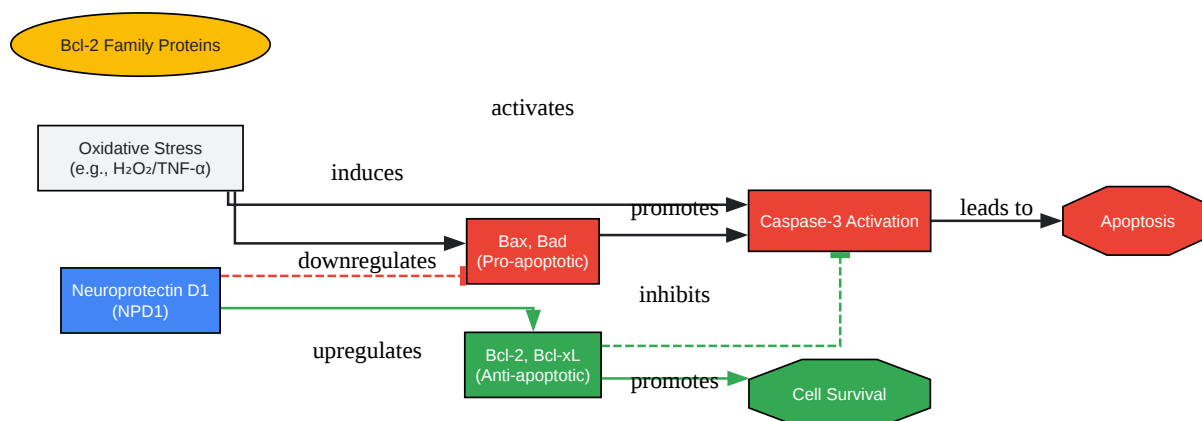 Bcl-2 Family Proteins
activates
Oxidative Stress
(e.g., H₂O₂/TNF-α)
induces
promotes
Caspase-3 Activation
leads to
Apoptosis
Bax, Bad
(Pro-apoptotic)
downregulates
Neuroprotectin D1
(NPD1)
inhibits
upregulates
Bcl-2, Bcl-xL
(Anti-apoptotic)
promotes
Cell Survival